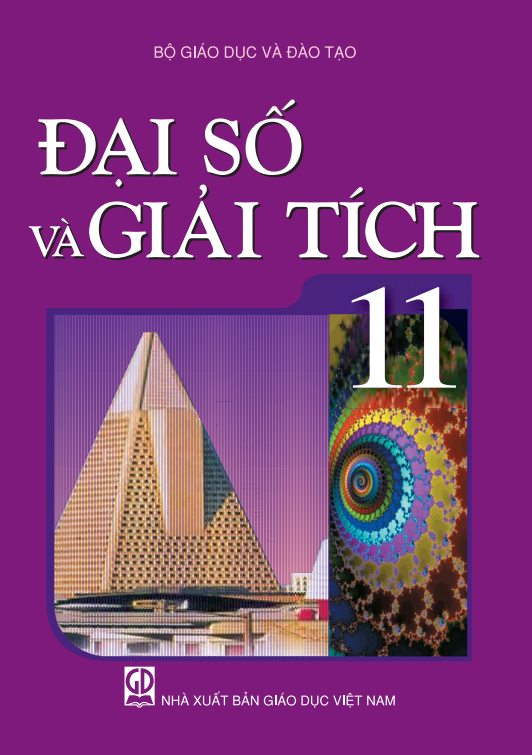 BỘ GIÁO DỤC VÀ ĐÀO TẠO
ĐẠI SỐ
VÀ GIẢI TÍCH
11
GD
NHÀ XUẤT BẢN GIÁO DỤC VIỆT NAM